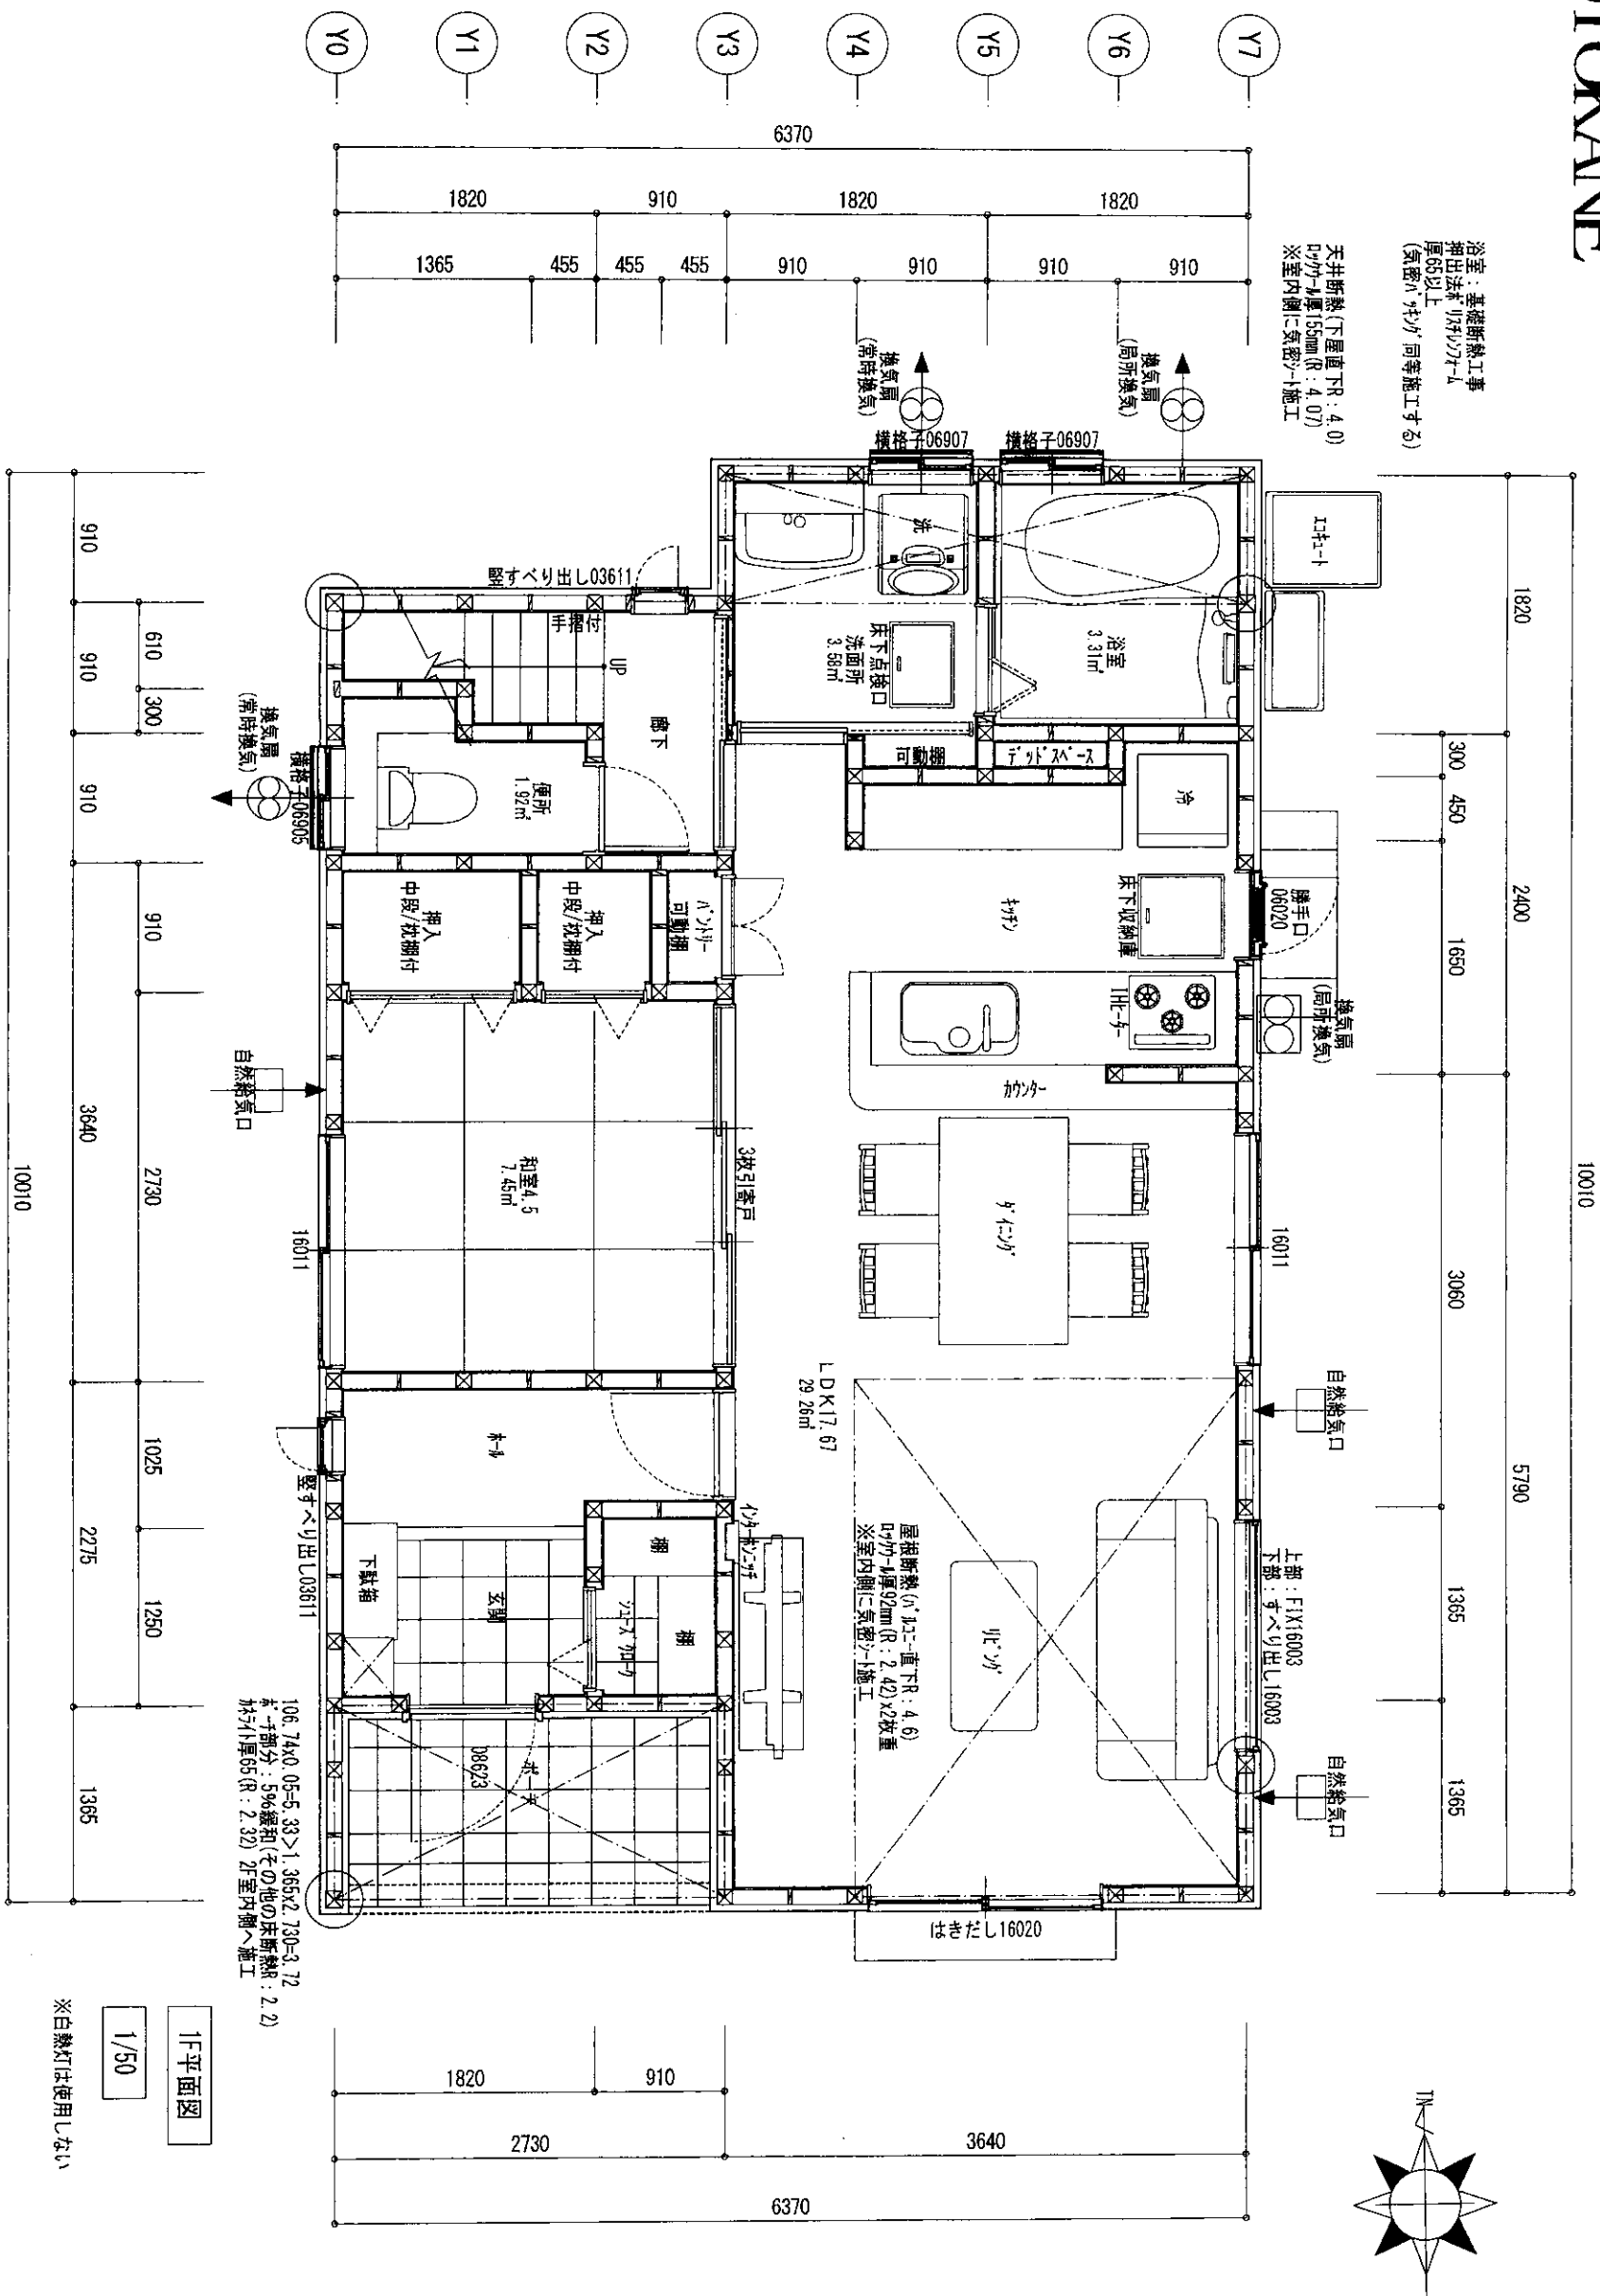 Y0
Y1
Y2
Y3
Y4
Y5
Y6
Y7
6370
1820
910
1820
1820
1365
455
455
455
910
910
910
910
浴室：基礎断熱工事
押出法ﾎﾟﾘｽﾁﾚﾝﾌｫｰﾑ
厚65以上
(気密ﾊﾟｯｷﾝｸﾞ同等施工する)
天井断熱(下屋直下R：4.0)
ﾛｯｸｳｰﾙ厚155mm(R：4.07)
※室内側に気密ｼｰﾄ施工
換気扇
(常時換気)
換気扇
(局所換気)
横格子06907
横格子06907
ｴｺｷｭｰﾄ
洗
浴室
3.31㎡
床下点検口
洗面所
3.58㎡
竪すべり出し03611
手摺付
UP
廊下
換気扇
(常時換気)
横格子06905
便所
1.92㎡
可動棚
ﾃﾞｯﾄﾞｽﾍﾟｰｽ
冷
押入
中段/枕棚付
押入
中段/枕棚付
ﾊﾟﾝﾄﾘｰ
可動棚
ｷｯﾁﾝ
床下収納庫
勝手口
06020
換気扇
(局所換気)
IHﾋｰﾀｰ
ｶｳﾝﾀｰ
自然給気口
和室4.5
7.45㎡
3枚引寄戸
ﾀﾞｲﾆﾝｸﾞ
16011
16011
LDK17.67
29.26㎡
自然給気口
ﾎｰﾙ
竪すべり出し03611
ｲﾝﾀｰﾎﾝﾆｯﾁ
下駄箱
玄関
棚
棚
ｼｭｰｽﾞｸﾛｰｸ
屋根断熱(ﾊﾞﾙｺﾆｰ直下R：4.6)
ﾛｯｸｳｰﾙ厚92mm(R：2.42)x2枚重
※室内側に気密ｼｰﾄ施工
ﾘﾋﾞﾝｸﾞ
上部：FIX16003
下部：すべり出し16003
自然給気口
08623
ﾎﾟｰﾁ
はきだし16020
106.74x0.05=5.33>1.365x2.730=3.72
ﾎﾟｰﾁ部分：5%緩和(その他の床断熱R：2.2)
ｶﾈﾗｲﾄ厚65(R：2.32) 2F室内側へ施工
10010
1820
2400
5790
300
450
1650
3060
1365
1365
910
910
910
3640
2275
1365
610
300
910
2730
1025
1250
10010
1820
910
2730
3640
6370
1F平面図
1/50
※白熱灯は使用しない
TN